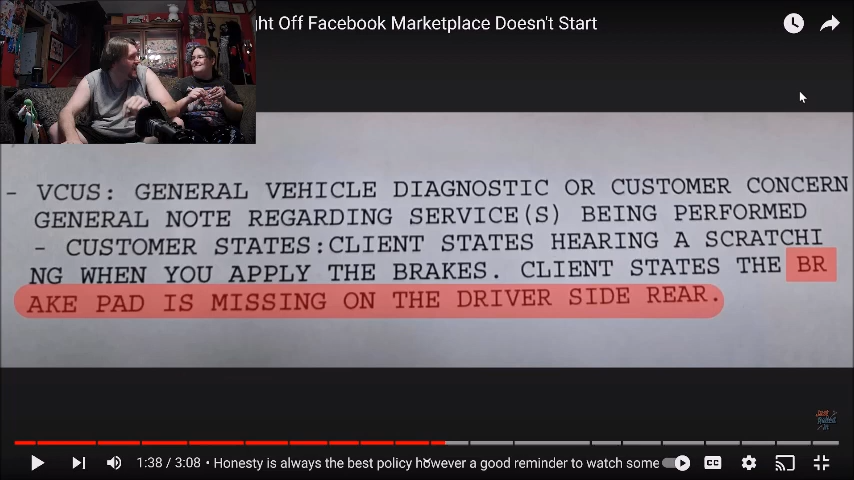 ght Off Facebook Marketplace Doesn't Start
- VCUS: GENERAL VEHICLE DIAGNOSTIC OR CUSTOMER CONCERN
GENERAL NOTE REGARDING SERVICE(S) BEING PERFORMED
- CUSTOMER STATES:CLIENT STATES HEARING A SCRATCHI
NG WHEN YOU APPLY THE BRAKES. CLIENT STATES THE BR
AKE PAD IS MISSING ON THE DRIVER SIDE REAR.
1:38 / 3:08 • Honesty is always the best policy however a good reminder to watch some
CC